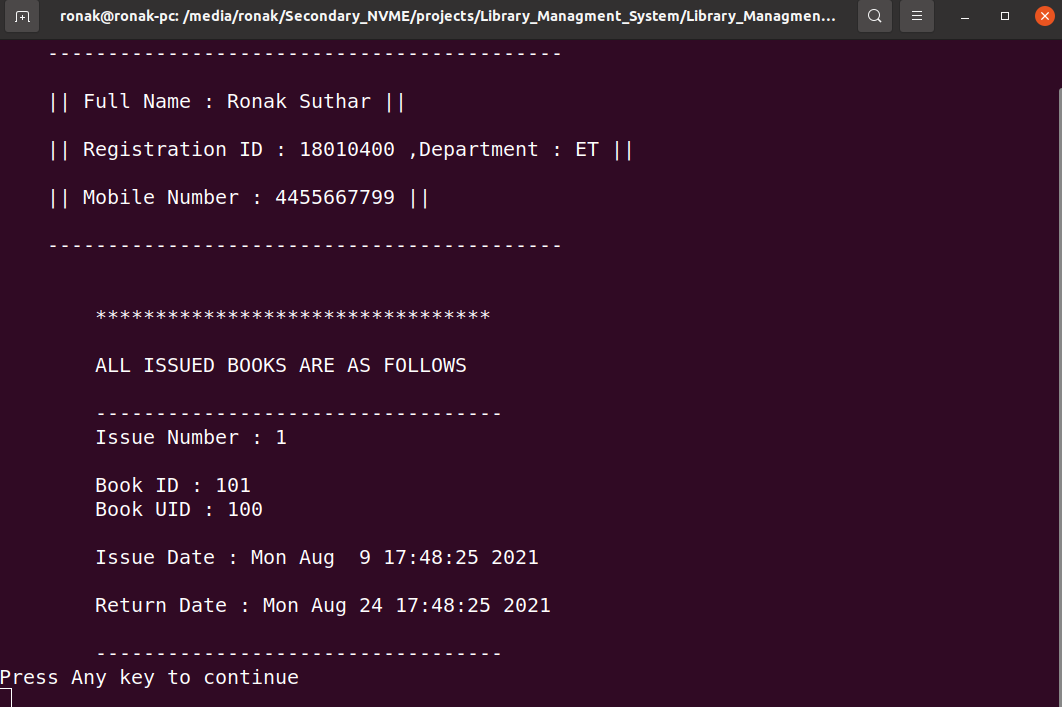 ronak@ronak-pc: /media/ronak/Secondary_NVME/projects/Library_Managment_System/Library_Managmen...
-------------------------------------------
|| Full Name : Ronak Suthar ||
|| Registration ID : 18010400 ,Department : ET ||
|| Mobile Number : 4455667799 ||
-------------------------------------------
*********************************
ALL ISSUED BOOKS ARE AS FOLLOWS
----------------------------------
Issue Number : 1
Book ID : 101
Book UID : 100
Issue Date : Mon Aug  9 17:48:25 2021
Return Date : Mon Aug 24 17:48:25 2021
----------------------------------
Press Any key to continue